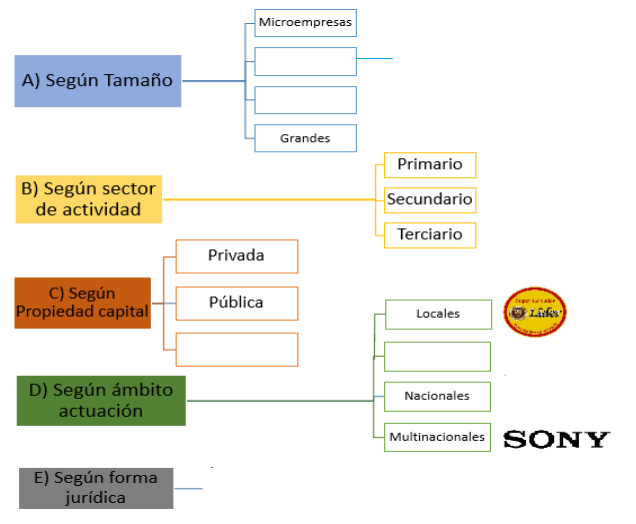 Microempresas
A) Según Tamaño
Grandes
B) Según sector
de actividad
Primario
Secundario
Terciario
C) Según
Propiedad capital
Privada
Pública
D) Según ámbito
actuación
Locales
Nacionales
Multinacionales
SONY
E) Según forma
jurídica